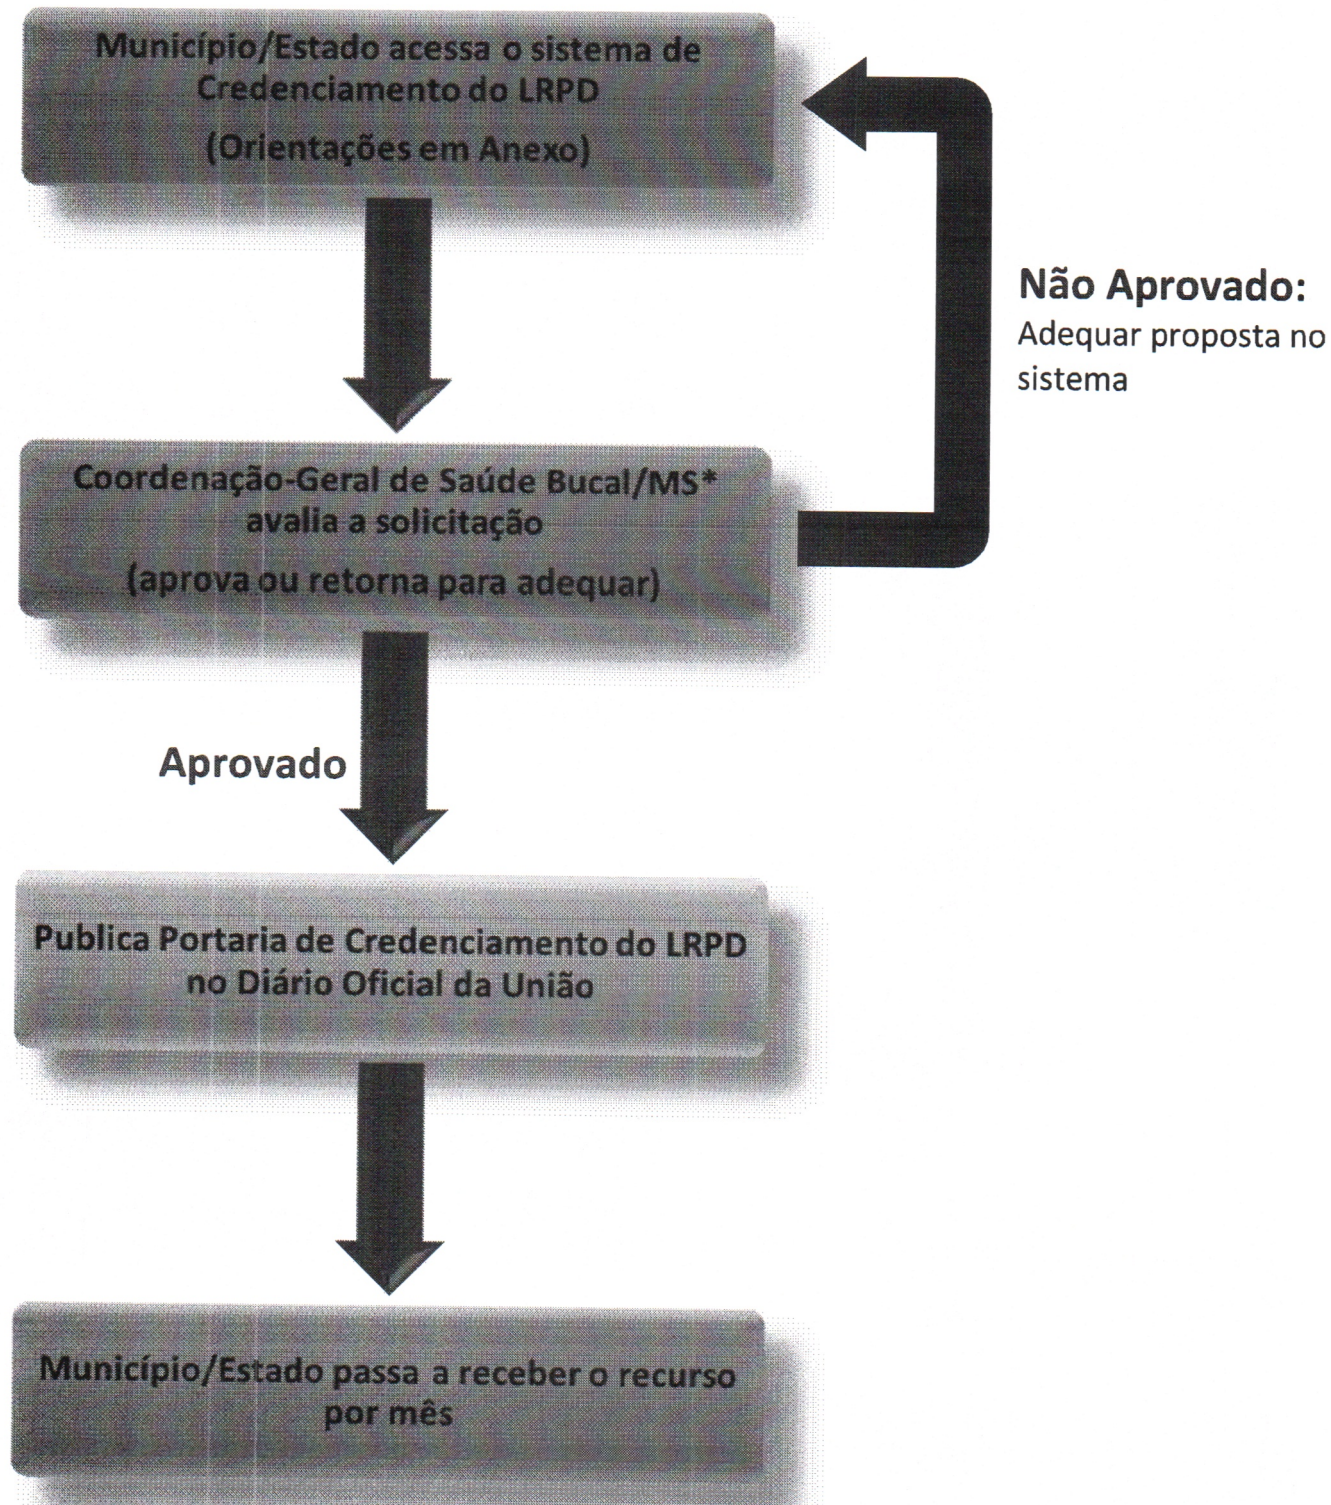 Município/Estado acessa o sistema de
Credenciamento do LRPD
(Orientações em Anexo)
Não Aprovado:
Adequar proposta no
sistema
Coordenação-Geral de Saúde Bucal/MS*
avalia a solicitação
(aprova ou retorna para adequar)
Aprovado
Publica Portaria de Credenciamento do LRPD
no Diário Oficial da União
Município/Estado passa a receber o recurso
por mês